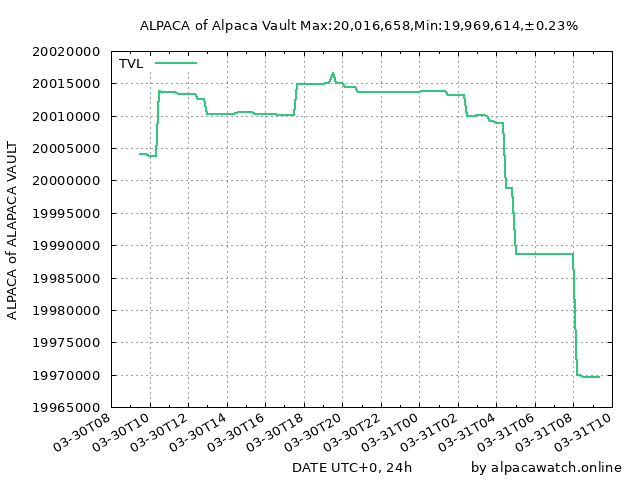 ALPACA of Alpaca Vault Max:20,016,658,Min:19,969,614,±0.23%
20020000
TVL
20015000
20010000
20005000
20000000
19995000
19990000
19985000
19980000
19975000
19970000
19965000
ALPACA of ALAPACA VAULT
03-30T08
03-30T10
03-30T12
03-30T14
03-30T16
03-30T18
03-30T20
03-30T22
03-31T00
03-31T02
03-31T04
03-31T06
03-31T08
03-31T10
DATE UTC+0, 24h
by alpacawatch.online